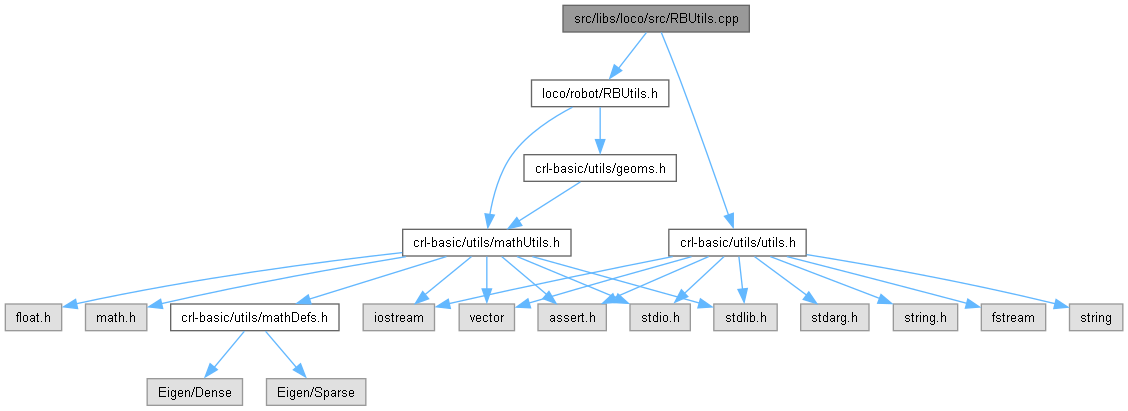 src/libs/loco/src/RBUtils.cpp
loco/robot/RBUtils.h
crl-basic/utils/geoms.h
crl-basic/utils/mathUtils.h
crl-basic/utils/utils.h
float.h
math.h
crl-basic/utils/mathDefs.h
iostream
vector
assert.h
stdio.h
stdlib.h
stdarg.h
string.h
fstream
string
Eigen/Dense
Eigen/Sparse